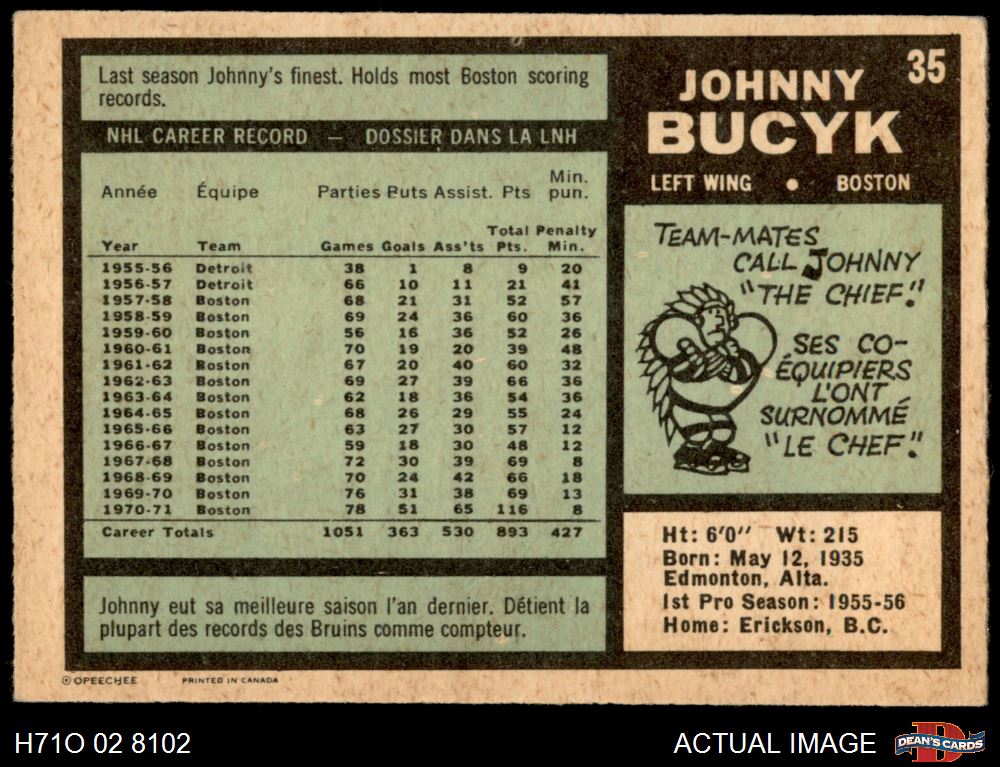 Last season Johnny's finest. Holds most Boston scoring
records.
NHL CAREER RECORD — DOSSIER DANS LA LNH
Année Équipe Parties Buts Assist. Pts Min. pun.
Year Team Games Goals Ass'ts Total Pts. Penalty Min.
1955-56 Detroit 38 1 8 9 20
1956-57 Detroit 66 10 11 21 41
1957-58 Boston 68 21 31 52 57
1958-59 Boston 69 24 36 60 36
1959-60 Boston 56 16 36 52 26
1960-61 Boston 70 19 20 39 48
1961-62 Boston 67 20 40 60 32
1962-63 Boston 69 27 39 66 36
1963-64 Boston 62 18 36 54 36
1964-65 Boston 68 26 29 55 24
1965-66 Boston 63 27 30 57 12
1966-67 Boston 59 18 30 48 12
1967-68 Boston 72 30 39 69 8
1968-69 Boston 70 24 42 66 18
1969-70 Boston 76 31 38 69 13
1970-71 Boston 78 51 65 116 8
Career Totals 1051 363 530 893 427
Johnny eut sa meilleure saison l'an dernier. Détient la
plupart des records des Bruins comme compteur.
35
JOHNNY
BUCYK
LEFT WING • BOSTON
TEAM-MATES
CALL JOHNNY
"THE CHIEF."
SES CO-
ÉQUIPIERS
L'ONT
SURNOMMÉ
"LE CHEF".
Ht: 6'0" Wt: 215
Born: May 12, 1935
Edmonton, Alta.
1st Pro Season: 1955-56
Home: Erickson, B.C.
© OPEECHEE PRINTED IN CANADA
H71O 02 8102
ACTUAL IMAGE
D
DEAN'S CARDS